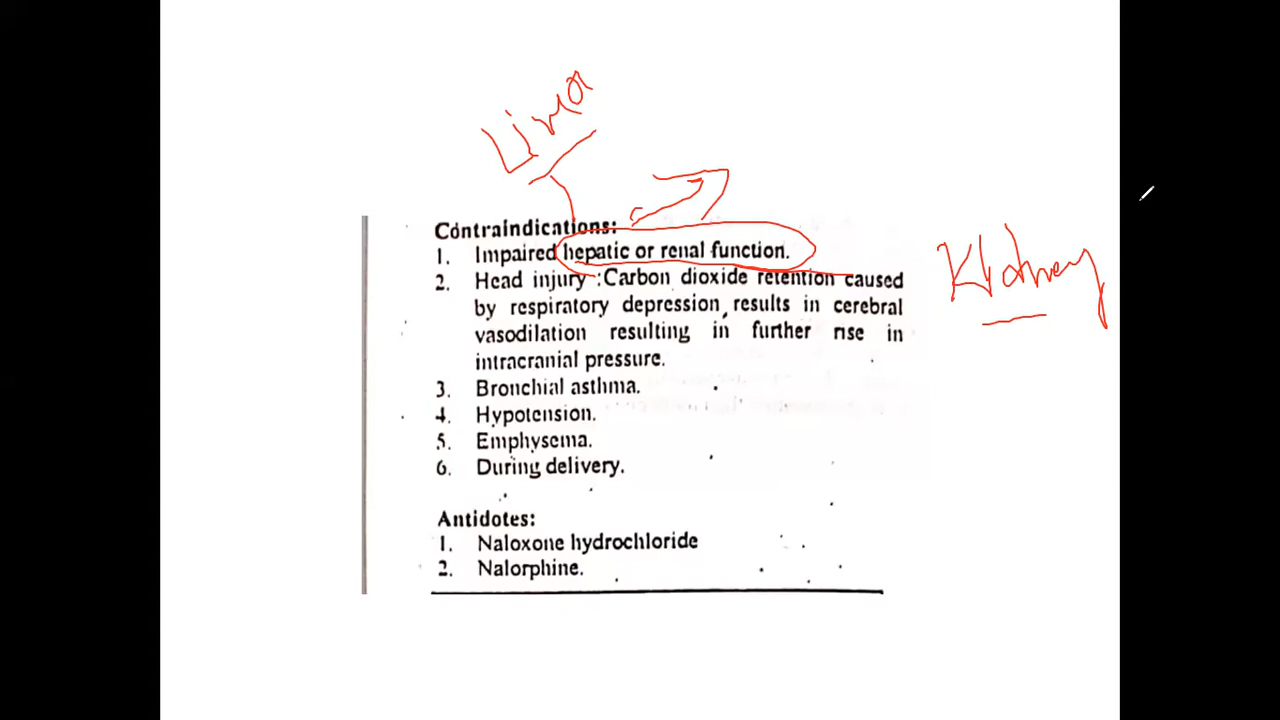 Liver
Contraindications:
1. Impaired hepatic or renal function.
2. Head injury :Carbon dioxide retention caused
by respiratory depression, results in cerebral
vasodilation resulting in further rise in
intracranial pressure.
Kidney
3. Bronchial asthma.
4. Hypotension.
5. Emphysema.
6. During delivery.
Antidotes:
1. Naloxone hydrochloride
2. Nalorphine.